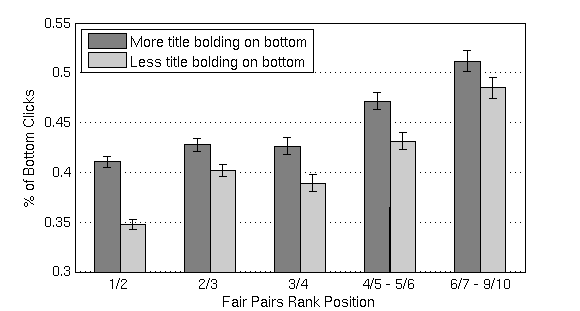 0.55
0.5
0.45
0.4
0.35
0.3
% of Bottom Clicks
More title bolding on bottom
Less title bolding on bottom
1/2 2/3 3/4 4/5 - 5/6 6/7 - 9/10
Fair Pairs Rank Position